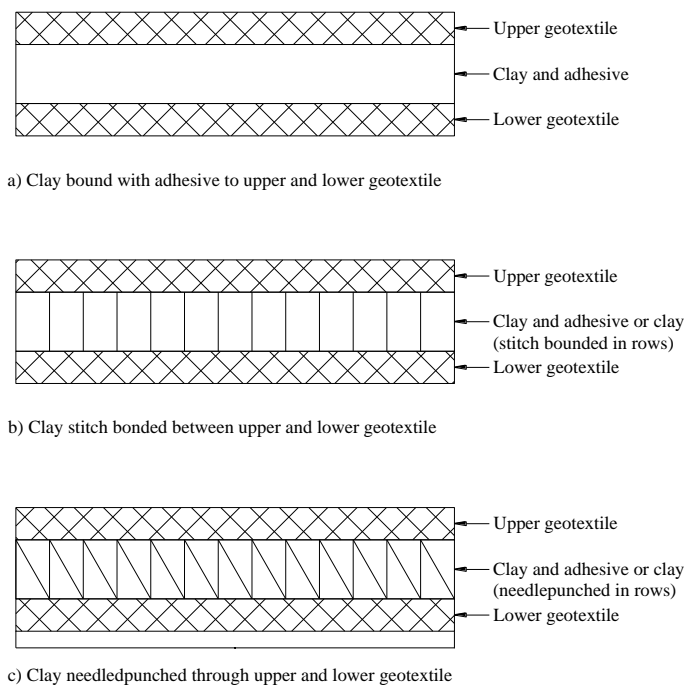 Upper geotextile
Clay and adhesive
Lower geotextile
a) Clay bound with adhesive to upper and lower geotextile
Upper geotextile
Clay and adhesive or clay
(stitch bounded in rows)
Lower geotextile
b) Clay stitch bonded between upper and lower geotextile
Upper geotextile
Clay and adhesive or clay
(needlepunched in rows)
Lower geotextile
c) Clay needledpunched through upper and lower geotextile